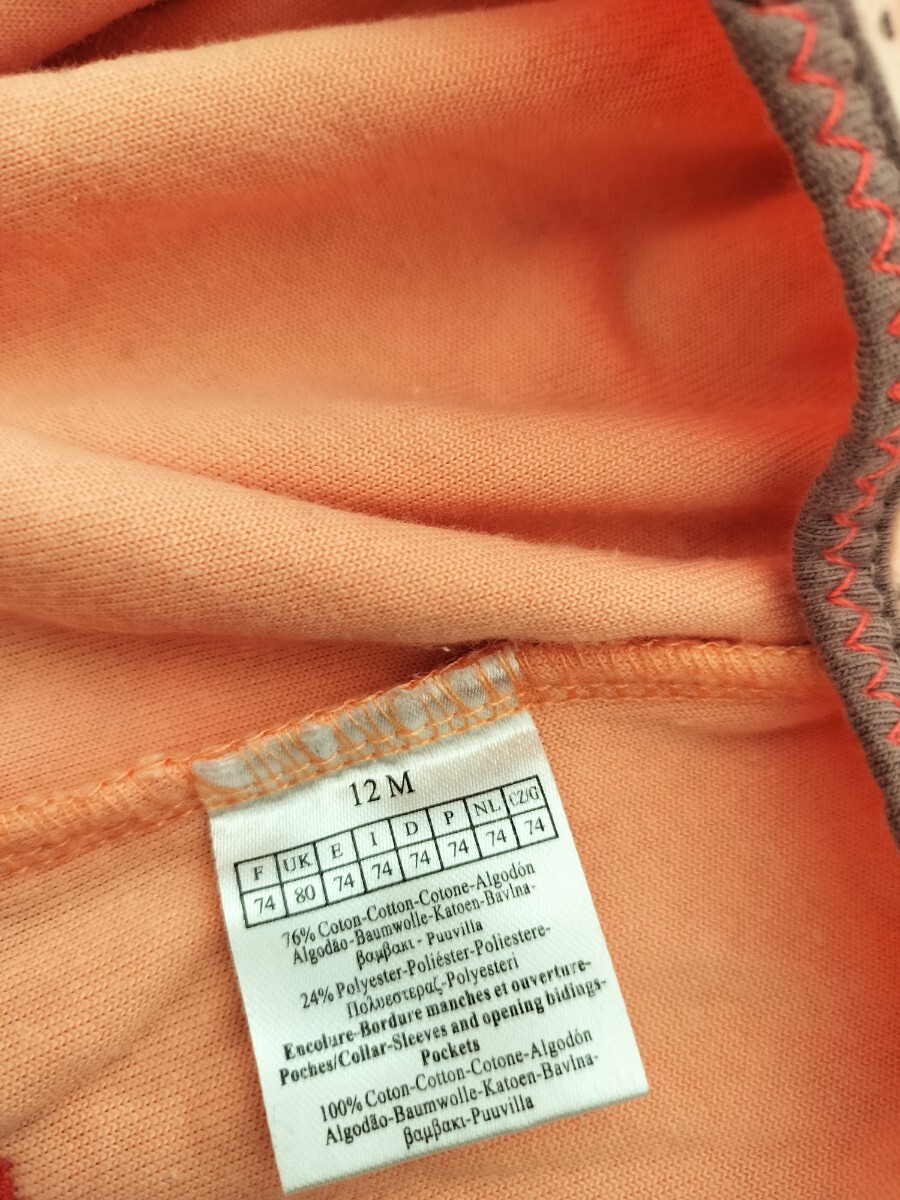 12 M
F UK E I D P NL CZ/G
74 80 74 74 74 74 74 74
76% Coton-Cotton-Cotone-Algodón
Algodão-Baumwolle-Katoen-Bavlna-
βαμβακι - Puuvilla
24% Polyester-Poliéster-Poliestere-
Πολυεστεραζ-Polyesteri
Encolure-Bordure manches et ouverture-
Poches/Collar-Sleeves and opening bidings-
Pockets
100% Coton-Cotton-Cotone-Algodón
Algodão-Baumwolle-Katoen-Bavlna-
βαμβακι-Puuvilla